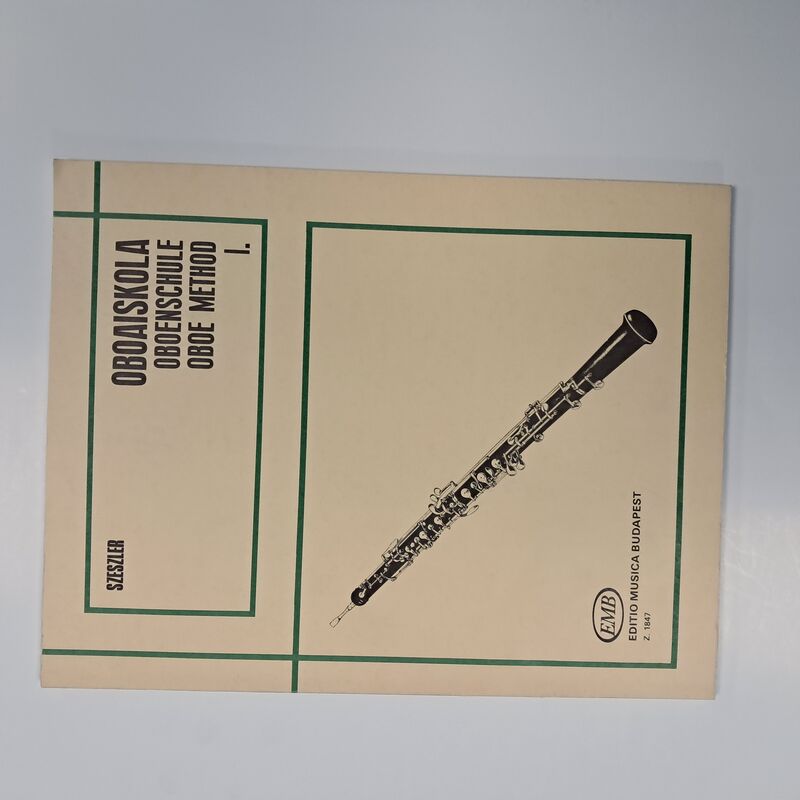 SZESZLER
OBOAISKOLA
OBOENSCHULE
OBOE METHOD
I.
EMB
EDITIO MUSICA BUDAPEST
Z. 1847